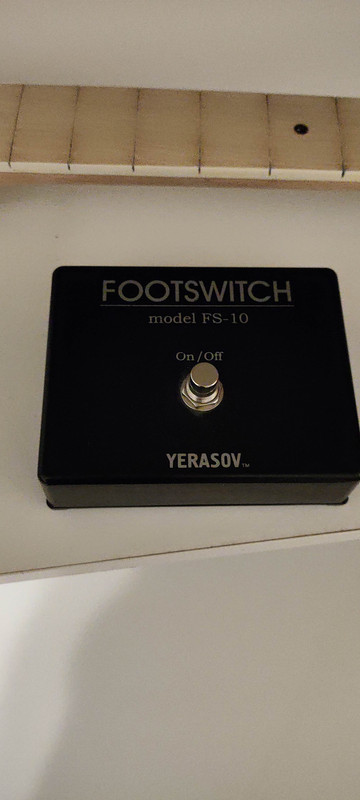 FOOTSWITCH
model FS-10
On/Off
YERASOV™